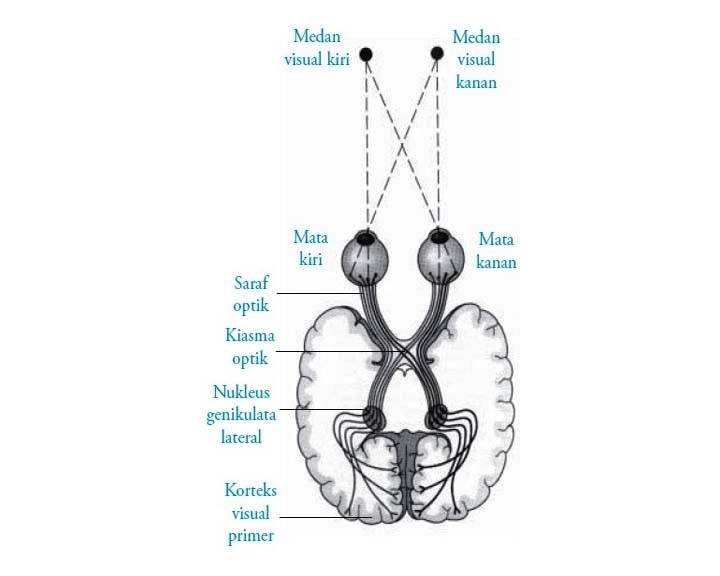 Medan
visual kiri
Medan
visual
kanan
Mata
kiri
Mata
kanan
Saraf
optik
Kiasma
optik
Nukleus
genikulata
lateral
Korteks
visual
primer